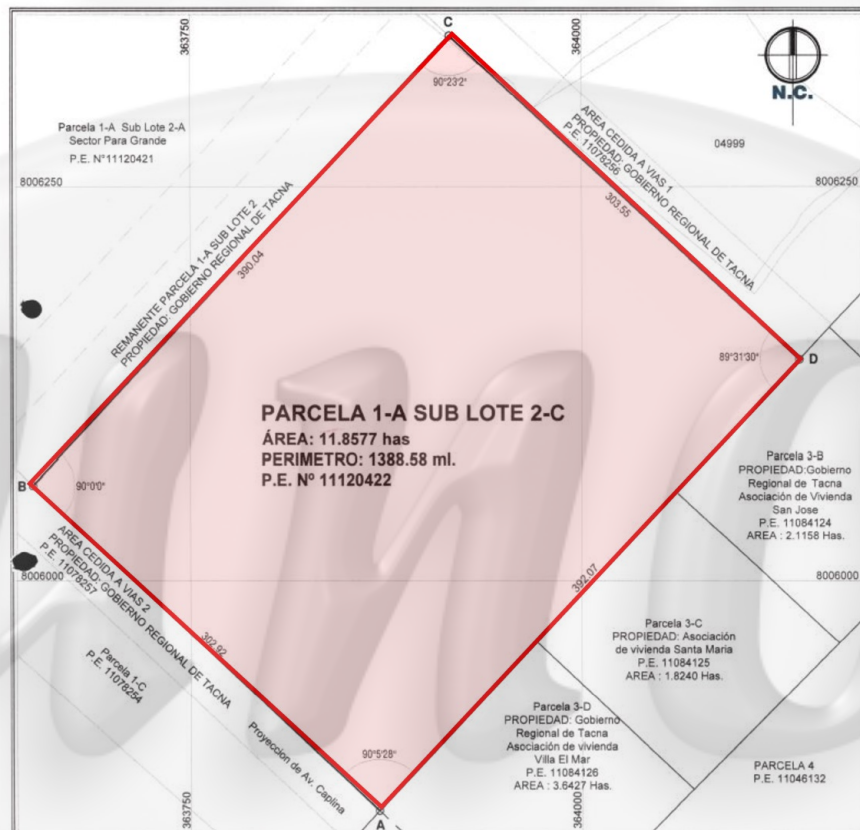 363750
C
364000
N.C.
90°23'2"
Parcela 1-A Sub Lote 2-A
Sector Para Grande
P.E. N°11120421
AREA CEDIDA A VIAS 1
PROPIEDAD: GOBIERNO REGIONAL DE TACNA
P.E. 11078256
04999
8006250
8006250
303.55
REMANENTE PARCELA 1-A SUB LOTE 2
PROPIEDAD: GOBIERNO REGIONAL DE TACNA
390.04
89°31'30"
D
PARCELA 1-A SUB LOTE 2-C
ÁREA: 11.8577 has
PERIMETRO: 1388.58 ml.
P.E. Nº 11120422
B
90°0'0"
Parcela 3-B
PROPIEDAD:Gobierno
Regional de Tacna
Asociación de Vivienda
San Jose
P.E. 11084124
AREA : 2.1158 Has.
AREA CEDIDA A VIAS 2
PROPIEDAD: GOBIERNO REGIONAL DE TACNA
P.E. 11078257
8006000
8006000
392.07
302.92
Parcela 1-C
P.E. 11078254
Parcela 3-C
PROPIEDAD: Asociación
de vivienda Santa Maria
P.E. 11084125
AREA : 1.8240 Has.
Proyeccion de Av. Caplina
90°5'28"
Parcela 3-D
PROPIEDAD: Gobierno
Regional de Tacna
Asociación de vivienda
Villa El Mar
P.E. 11084126
AREA : 3.6427 Has.
PARCELA 4
P.E. 11046132
363750
A
364000